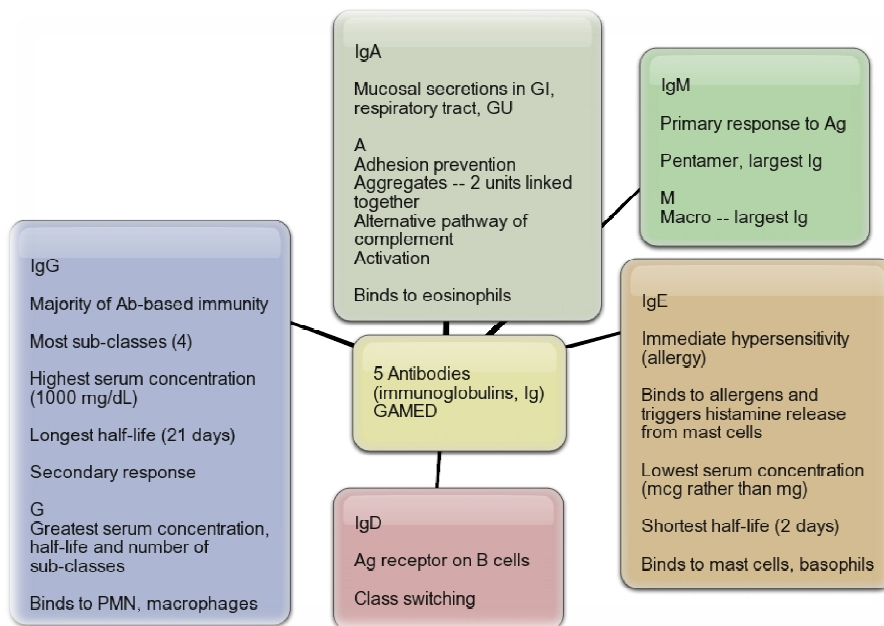 IgA
Mucosal secretions in GI,
respiratory tract, GU
A
Adhesion prevention
Aggregates -- 2 units linked
together
Alternative pathway of
complement
Activation
Binds to eosinophils
IgM
Primary response to Ag
Pentamer, largest Ig
M
Macro -- largest Ig
IgG
Majority of Ab-based immunity
Most sub-classes (4)
Highest serum concentration
(1000 mg/dL)
Longest half-life (21 days)
Secondary response
G
Greatest serum concentration,
half-life and number of
sub-classes
Binds to PMN, macrophages
5 Antibodies
(immunoglobulins, Ig)
GAMED
IgE
Immediate hypersensitivity
(allergy)
Binds to allergens and
triggers histamine release
from mast cells
Lowest serum concentration
(mcg rather than mg)
Shortest half-life (2 days)
Binds to mast cells, basophils
IgD
Ag receptor on B cells
Class switching